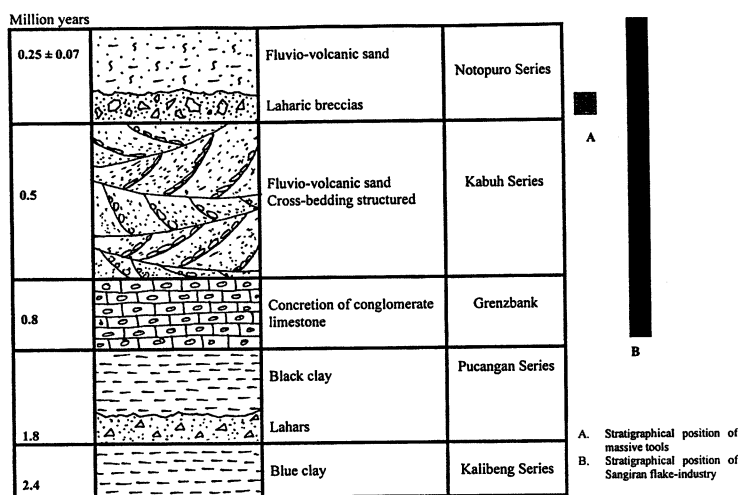 Million years
0.25 ± 0.07
Fluvio-volcanic sand
Notopuro Series
Laharic breccias
A
0.5
Fluvio-volcanic sand
Cross-bedding structured
Kabuh Series
0.8
Concretion of conglomerate
limestone
Grenzbank
B
Black clay
Pucangan Series
Lahars
1.8
Blue clay
Kalibeng Series
2.4
A. Stratigraphical position of
massive tools
B. Stratigraphical position of
Sangiran flake-industry